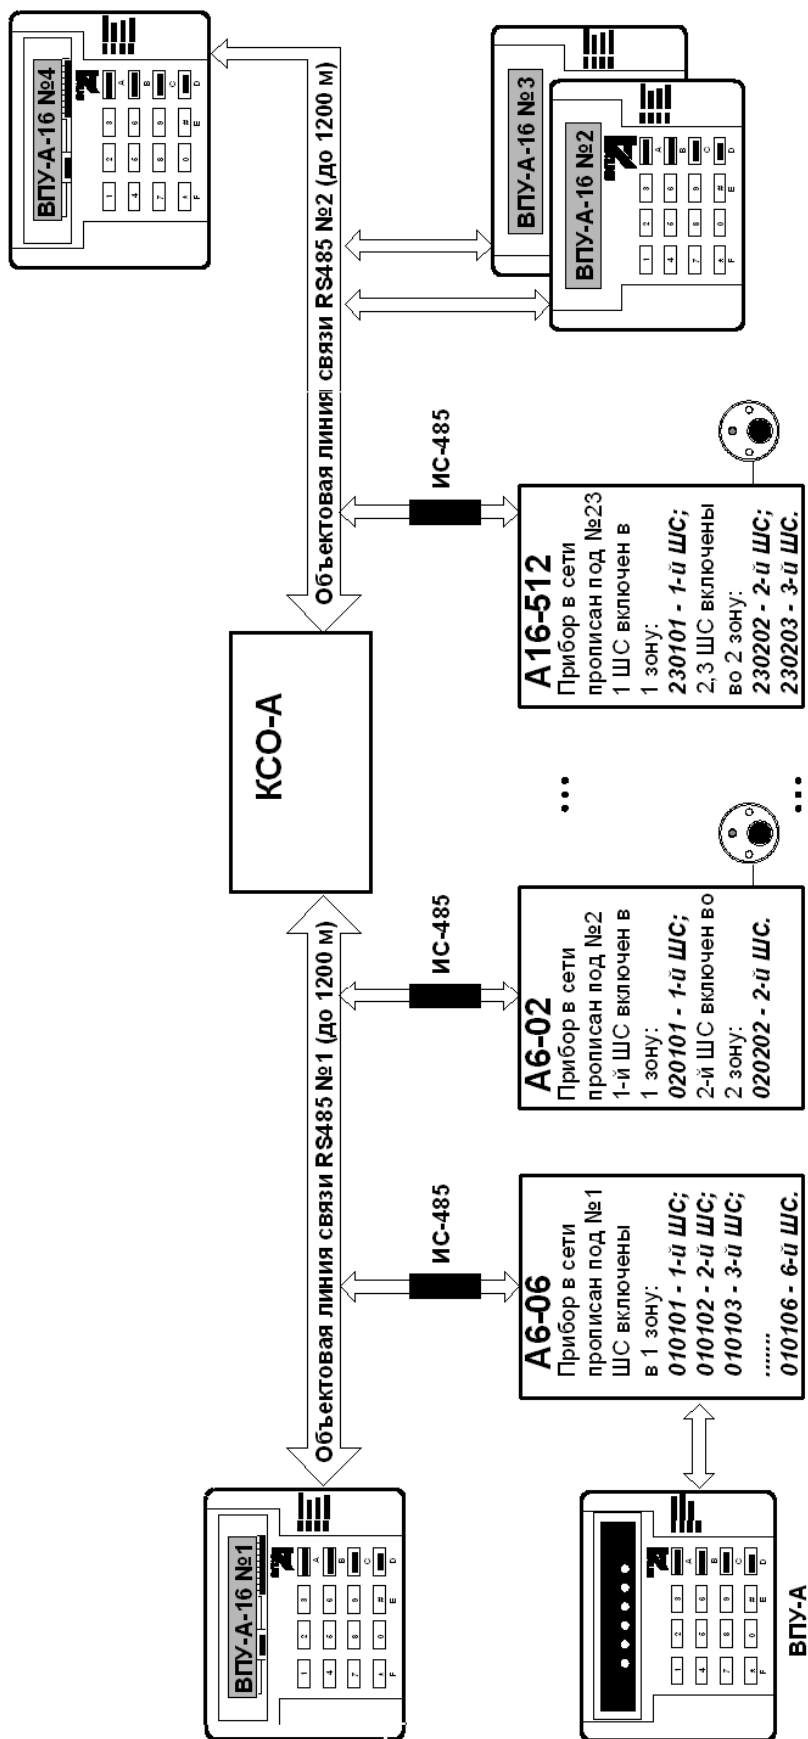 ВПУ-А-16 №1
Объектовая линия связи RS485 №1 (до 1200 м)
КСО-А
Объектовая линия связи RS485 №2 (до 1200 м)
ВПУ-А-16 №4
ВПУ-А-16 №3
ВПУ-А-16 №2
ИС-485
ИС-485
ИС-485
А6-06
Прибор в сети
прописан под №1
ШС включены
в 1 зону:
010101 - 1-й ШС;
010102 - 2-й ШС;
010103 - 3-й ШС;
.......
010106 - 6-й ШС.
А6-02
Прибор в сети
прописан под №2
1-й ШС включен в
1 зону:
020101 - 1-й ШС;
2-й ШС включен во
2 зону:
020202 - 2-й ШС.
...
...
А16-512
Прибор в сети
прописан под №23
1 ШС включен в
1 зону:
230101 - 1-й ШС;
2,3 ШС включены
во 2 зону:
230202 - 2-й ШС;
230203 - 3-й ШС.
ВПУ-А